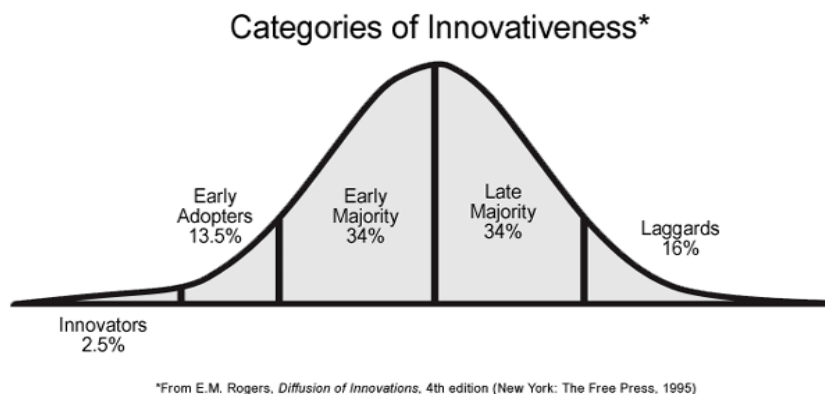 Categories of Innovativeness*
Early
Adopters
13.5%
Early
Majority
34%
Late
Majority
34%
Laggards
16%
Innovators
2.5%
*From E.M. Rogers, Diffusion of Innovations, 4th edition (New York: The Free Press, 1995)